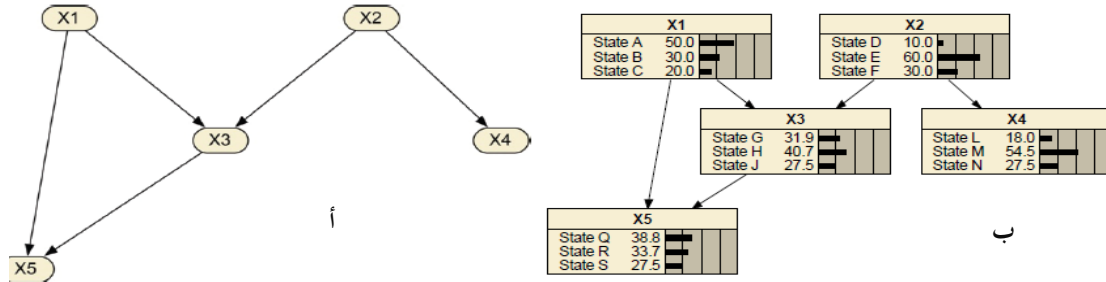 X1
X2
X3
X4
X5
أ
X1
State A 50.0
State B 30.0
State C 20.0
X2
State D 10.0
State E 60.0
State F 30.0
X3
State G 31.9
State H 40.7
State J 27.5
X4
State L 18.0
State M 54.5
State N 27.5
X5
State Q 38.8
State R 33.7
State S 27.5
ب